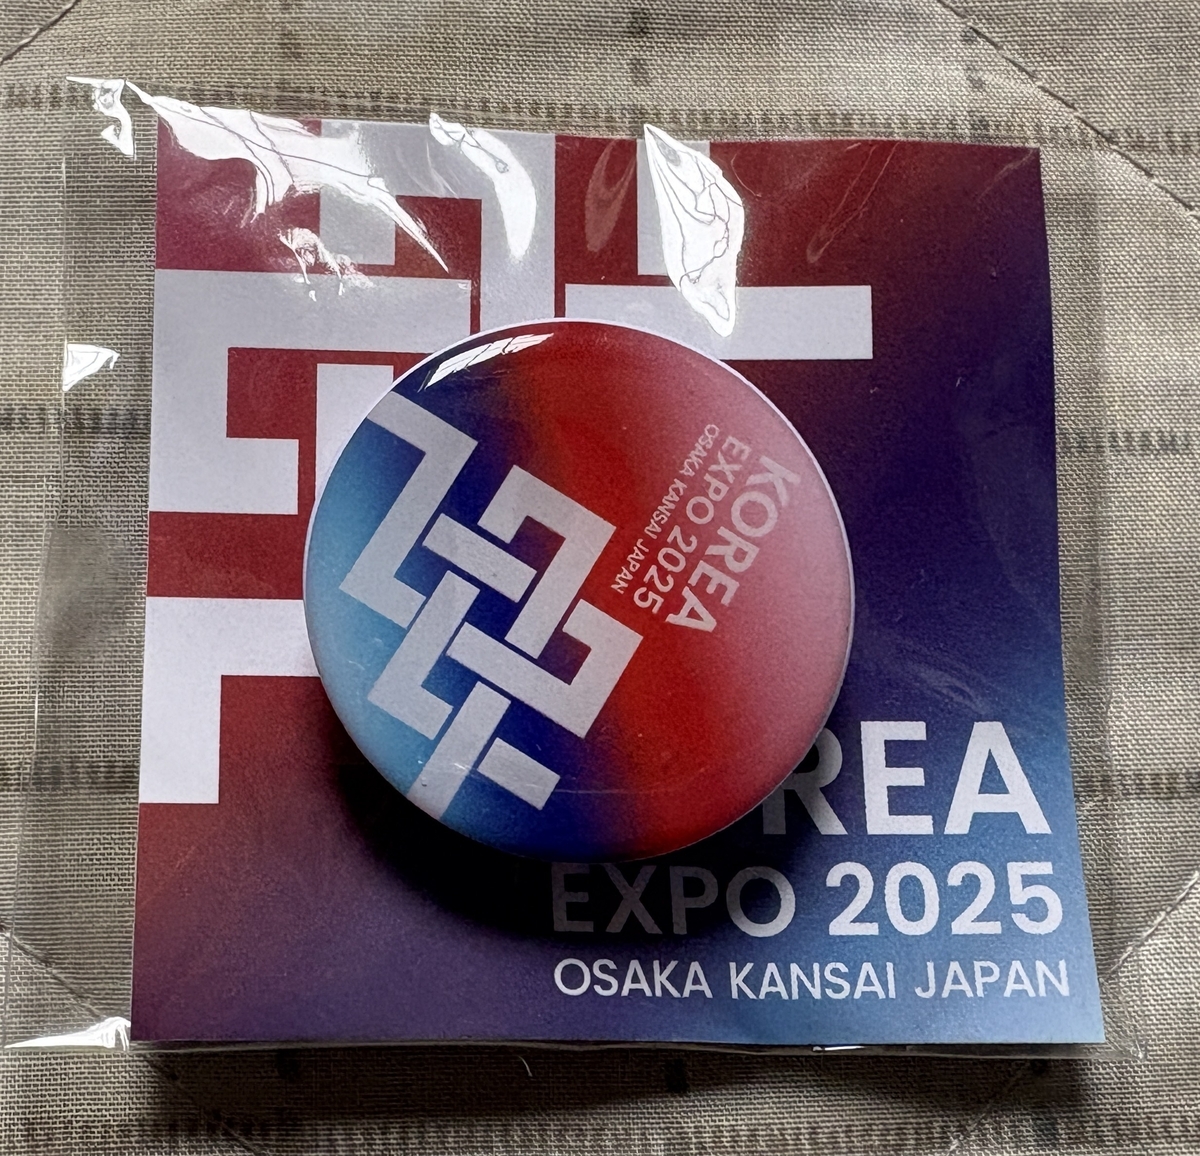 KOREA
EXPO 2025
OSAKA KANSAI JAPAN
REA
EXPO 2025
OSAKA KANSAI JAPAN